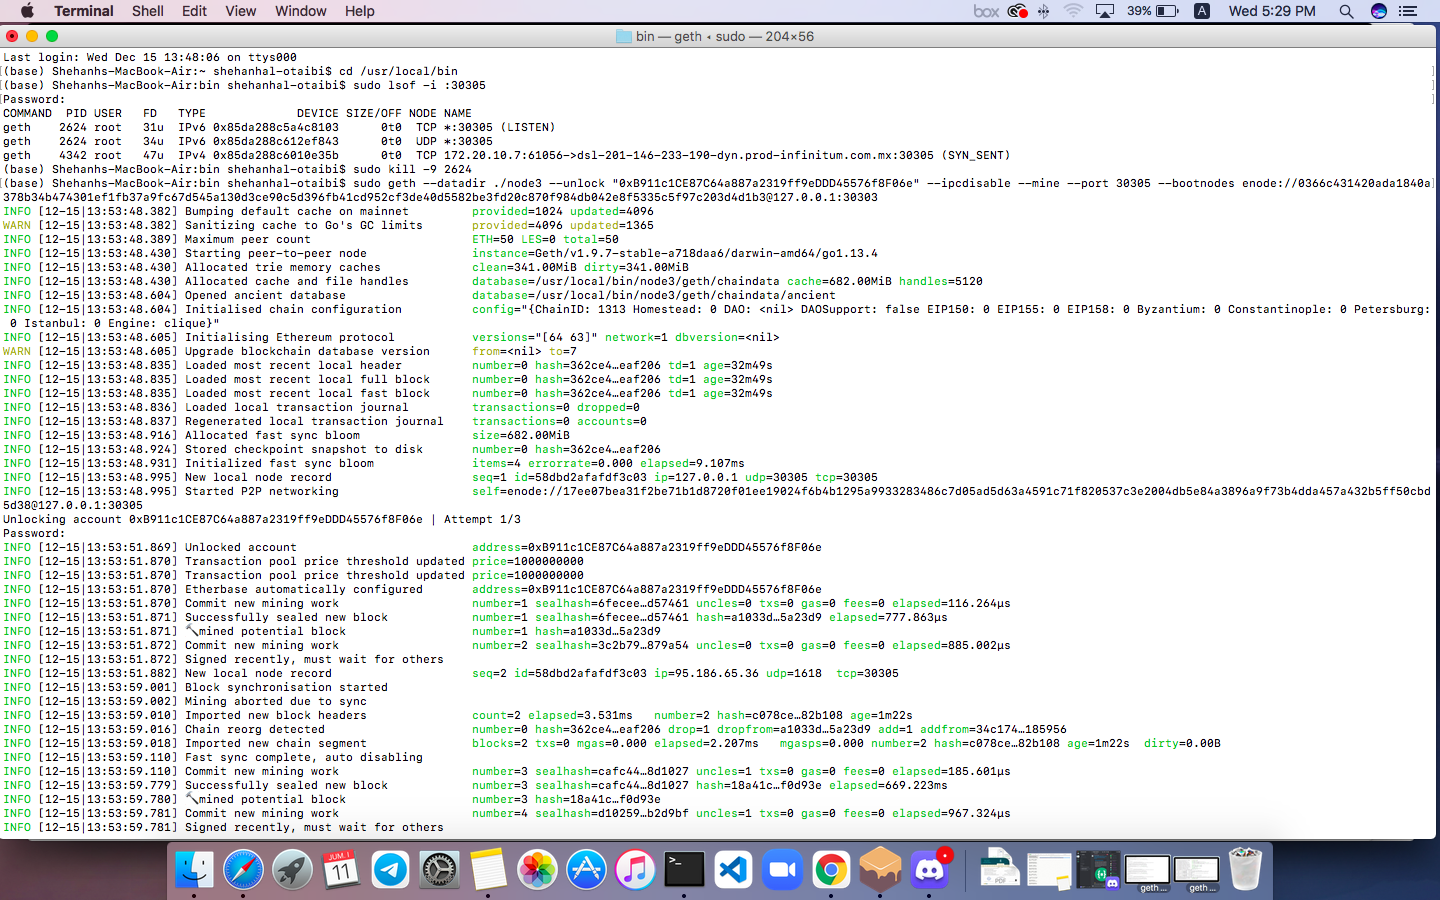 Terminal Shell Edit View Window Help box 39% A Wed 5:29 PM
bin — geth ◂ sudo — 204×56
Last login: Wed Dec 15 13:48:06 on ttys000
[(base) Shehanhs-MacBook-Air:~ shehanhal-otaibi$ cd /usr/local/bin ]
[(base) Shehanhs-MacBook-Air:bin shehanhal-otaibi$ sudo lsof -i :30305 ]
[Password: ]
COMMAND PID USER FD TYPE DEVICE SIZE/OFF NODE NAME
geth 2624 root 31u IPv6 0x85da288c5a4c8103 0t0 TCP *:30305 (LISTEN)
geth 2624 root 34u IPv6 0x85da288c612ef843 0t0 UDP *:30305
geth 4342 root 47u IPv4 0x85da288c6010e35b 0t0 TCP 172.20.10.7:61056->dsl-201-146-233-190-dyn.prod-infinitum.com.mx:30305 (SYN_SENT)
(base) Shehanhs-MacBook-Air:bin shehanhal-otaibi$ sudo kill -9 2624
[(base) Shehanhs-MacBook-Air:bin shehanhal-otaibi$ sudo geth --datadir ./node3 --unlock "0xB911c1CE87C64a887a2319ff9eDDD45576f8F06e" --ipcdisable --mine --port 30305 --bootnodes enode://0366c431420ada1840a]
378b34b474301ef1fb37a9fc67d545a130d3ce90c5d396fb41cd952cf3de40d5582be3fd20c870f984db042e8f5335c5f97c203d4d1b3@127.0.0.1:30303
INFO [12-15|13:53:48.382] Bumping default cache on mainnet provided=1024 updated=4096
WARN [12-15|13:53:48.382] Sanitizing cache to Go's GC limits provided=4096 updated=1365
INFO [12-15|13:53:48.389] Maximum peer count ETH=50 LES=0 total=50
INFO [12-15|13:53:48.430] Starting peer-to-peer node instance=Geth/v1.9.7-stable-a718daa6/darwin-amd64/go1.13.4
INFO [12-15|13:53:48.430] Allocated trie memory caches clean=341.00MiB dirty=341.00MiB
INFO [12-15|13:53:48.430] Allocated cache and file handles database=/usr/local/bin/node3/geth/chaindata cache=682.00MiB handles=5120
INFO [12-15|13:53:48.604] Opened ancient database database=/usr/local/bin/node3/geth/chaindata/ancient
INFO [12-15|13:53:48.604] Initialised chain configuration config="{ChainID: 1313 Homestead: 0 DAO: <nil> DAOSupport: false EIP150: 0 EIP155: 0 EIP158: 0 Byzantium: 0 Constantinople: 0 Petersburg:
0 Istanbul: 0 Engine: clique}"
INFO [12-15|13:53:48.605] Initialising Ethereum protocol versions="[64 63]" network=1 dbversion=<nil>
WARN [12-15|13:53:48.605] Upgrade blockchain database version from=<nil> to=7
INFO [12-15|13:53:48.835] Loaded most recent local header number=0 hash=362ce4…eaf206 td=1 age=32m49s
INFO [12-15|13:53:48.835] Loaded most recent local full block number=0 hash=362ce4…eaf206 td=1 age=32m49s
INFO [12-15|13:53:48.835] Loaded most recent local fast block number=0 hash=362ce4…eaf206 td=1 age=32m49s
INFO [12-15|13:53:48.836] Loaded local transaction journal transactions=0 dropped=0
INFO [12-15|13:53:48.837] Regenerated local transaction journal transactions=0 accounts=0
INFO [12-15|13:53:48.916] Allocated fast sync bloom size=682.00MiB
INFO [12-15|13:53:48.924] Stored checkpoint snapshot to disk number=0 hash=362ce4…eaf206
INFO [12-15|13:53:48.931] Initialized fast sync bloom items=4 errorrate=0.000 elapsed=9.107ms
INFO [12-15|13:53:48.995] New local node record seq=1 id=58dbd2afafdf3c03 ip=127.0.0.1 udp=30305 tcp=30305
INFO [12-15|13:53:48.995] Started P2P networking self=enode://17ee07bea31f2be71b1d8720f01ee19024f6b4b1295a9933283486c7d05ad5d63a4591c71f820537c3e2004db5e84a3896a9f73b4dda457a432b5ff50cbd
5d38@127.0.0.1:30305
Unlocking account 0xB911c1CE87C64a887a2319ff9eDDD45576f8F06e | Attempt 1/3
Password:
INFO [12-15|13:53:51.869] Unlocked account address=0xB911c1CE87C64a887a2319ff9eDDD45576f8F06e
INFO [12-15|13:53:51.870] Transaction pool price threshold updated price=1000000000
INFO [12-15|13:53:51.870] Transaction pool price threshold updated price=1000000000
INFO [12-15|13:53:51.870] Etherbase automatically configured address=0xB911c1CE87C64a887a2319ff9eDDD45576f8F06e
INFO [12-15|13:53:51.870] Commit new mining work number=1 sealhash=6fecee…d57461 uncles=0 txs=0 gas=0 fees=0 elapsed=116.264µs
INFO [12-15|13:53:51.871] Successfully sealed new block number=1 sealhash=6fecee…d57461 hash=a1033d…5a23d9 elapsed=777.863µs
INFO [12-15|13:53:51.871] 🔨mined potential block number=1 hash=a1033d…5a23d9
INFO [12-15|13:53:51.872] Commit new mining work number=2 sealhash=3c2b79…879a54 uncles=0 txs=0 gas=0 fees=0 elapsed=885.002µs
INFO [12-15|13:53:51.872] Signed recently, must wait for others
INFO [12-15|13:53:51.882] New local node record seq=2 id=58dbd2afafdf3c03 ip=95.186.65.36 udp=1618 tcp=30305
INFO [12-15|13:53:59.001] Block synchronisation started
INFO [12-15|13:53:59.002] Mining aborted due to sync
INFO [12-15|13:53:59.010] Imported new block headers count=2 elapsed=3.531ms number=2 hash=c078ce…82b108 age=1m22s
INFO [12-15|13:53:59.016] Chain reorg detected number=0 hash=362ce4…eaf206 drop=1 dropfrom=a1033d…5a23d9 add=1 addfrom=34c174…185956
INFO [12-15|13:53:59.018] Imported new chain segment blocks=2 txs=0 mgas=0.000 elapsed=2.207ms mgasps=0.000 number=2 hash=c078ce…82b108 age=1m22s dirty=0.00B
INFO [12-15|13:53:59.110] Fast sync complete, auto disabling
INFO [12-15|13:53:59.110] Commit new mining work number=3 sealhash=cafc44…8d1027 uncles=1 txs=0 gas=0 fees=0 elapsed=185.601µs
INFO [12-15|13:53:59.779] Successfully sealed new block number=3 sealhash=cafc44…8d1027 hash=18a41c…f0d93e elapsed=669.223ms
INFO [12-15|13:53:59.780] 🔨mined potential block number=3 hash=18a41c…f0d93e
INFO [12-15|13:53:59.781] Commit new mining work number=4 sealhash=d10259…b2d9bf uncles=1 txs=0 gas=0 fees=0 elapsed=967.324µs
INFO [12-15|13:53:59.781] Signed recently, must wait for others
JUM. I
11
>_
PDF
geth ...
geth ...